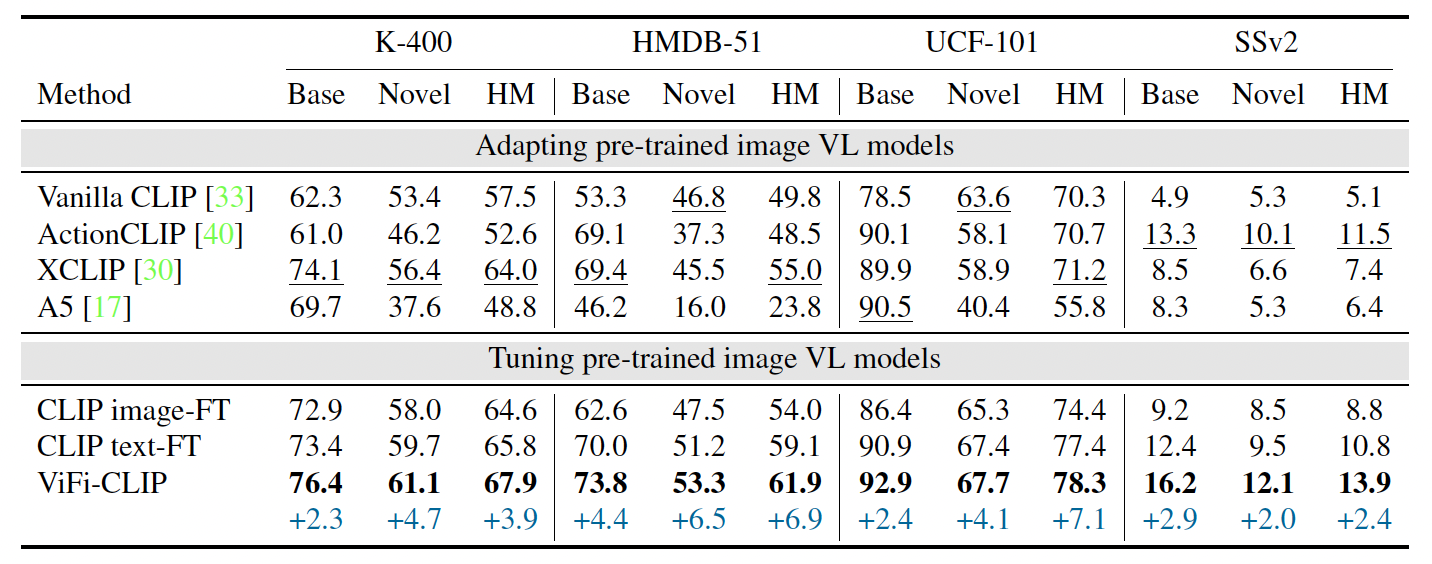 K-400 HMDB-51 UCF-101 SSv2
Method Base Novel HM Base Novel HM Base Novel HM Base Novel HM
Adapting pre-trained image VL models
Vanilla CLIP [33] 62.3 53.4 57.5 53.3 46.8 49.8 78.5 63.6 70.3 4.9 5.3 5.1
ActionCLIP [40] 61.0 46.2 52.6 69.1 37.3 48.5 90.1 58.1 70.7 13.3 10.1 11.5
XCLIP [30] 74.1 56.4 64.0 69.4 45.5 55.0 89.9 58.9 71.2 8.5 6.6 7.4
A5 [17] 69.7 37.6 48.8 46.2 16.0 23.8 90.5 40.4 55.8 8.3 5.3 6.4
Tuning pre-trained image VL models
CLIP image-FT 72.9 58.0 64.6 62.6 47.5 54.0 86.4 65.3 74.4 9.2 8.5 8.8
CLIP text-FT 73.4 59.7 65.8 70.0 51.2 59.1 90.9 67.4 77.4 12.4 9.5 10.8
ViFi-CLIP 76.4 61.1 67.9 73.8 53.3 61.9 92.9 67.7 78.3 16.2 12.1 13.9
+2.3 +4.7 +3.9 +4.4 +6.5 +6.9 +2.4 +4.1 +7.1 +2.9 +2.0 +2.4